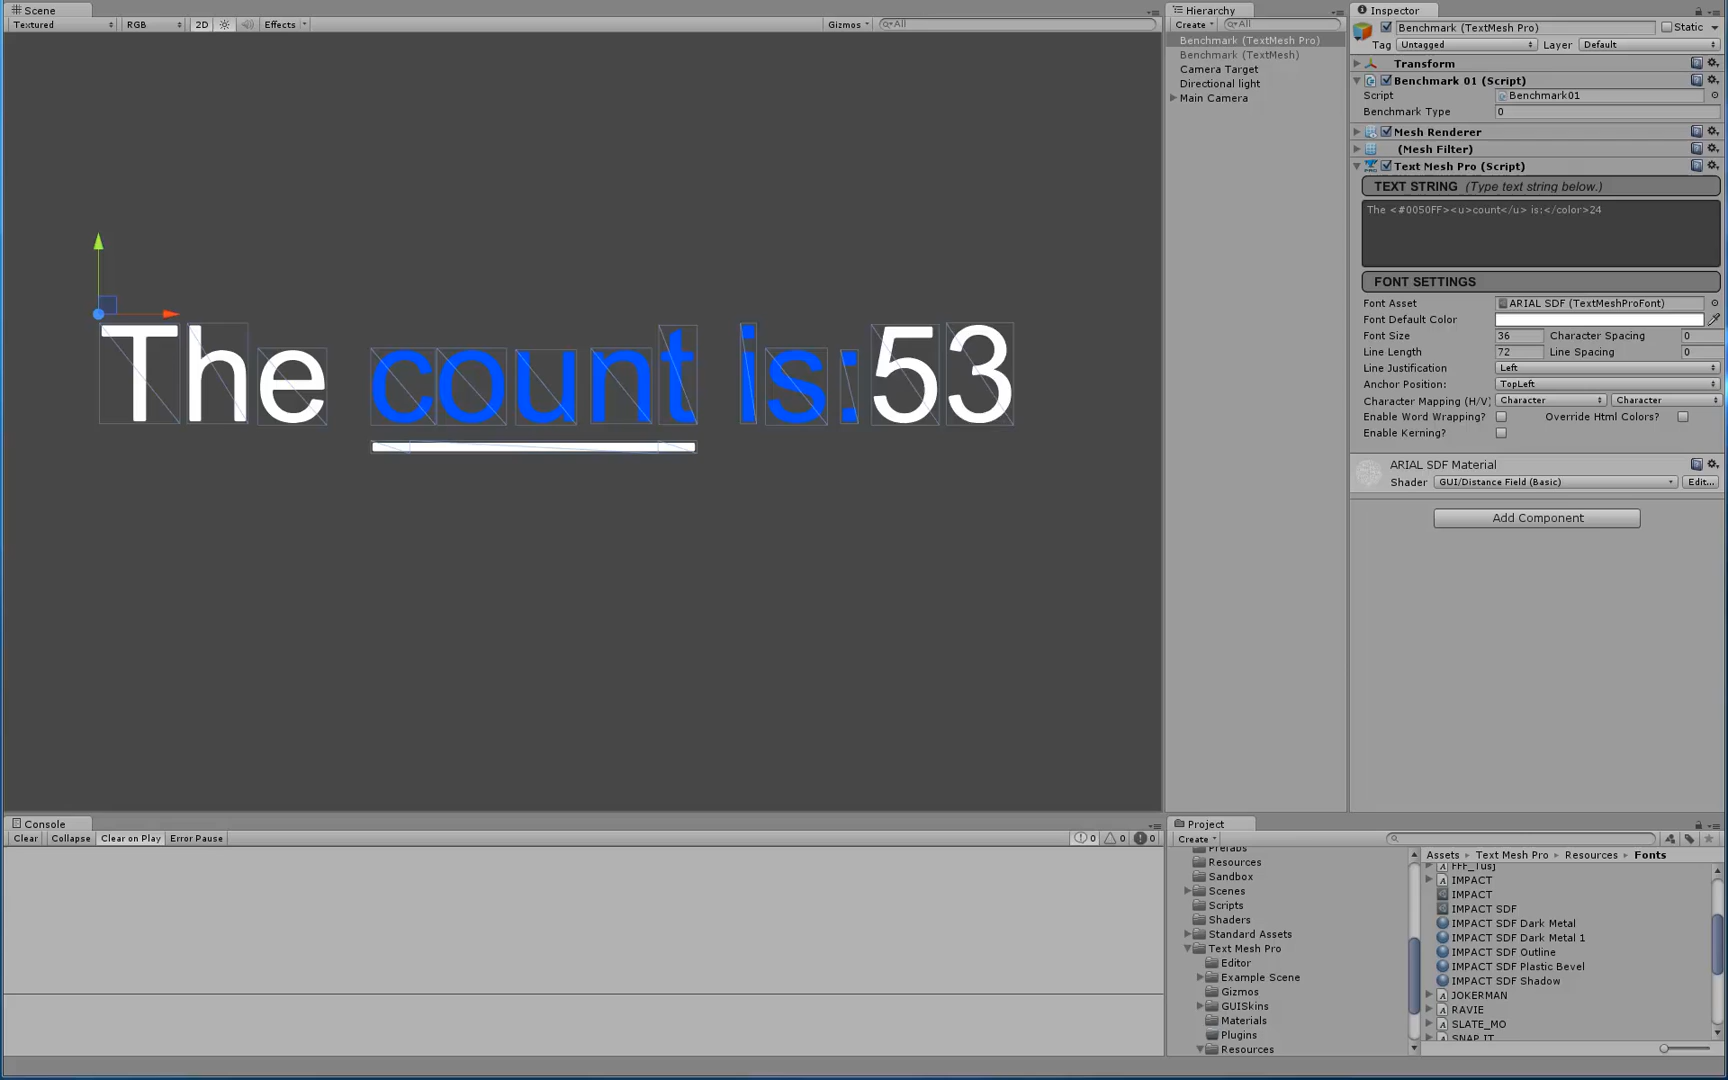 Scene
Textured RGB 2D Effects Gizmos All
The count is:53
Console
Clear Collapse Clear on Play Error Pause 0 0 0
Hierarchy
Create All
Benchmark (TextMesh Pro)
Benchmark (TextMesh)
Camera Target
Directional light
Main Camera
Inspector
Benchmark (TextMesh Pro) Static
Tag Untagged Layer Default
Transform
Benchmark 01 (Script)
Script Benchmark01
Benchmark Type 0
Mesh Renderer
(Mesh Filter)
Text Mesh Pro (Script)
TEXT STRING (Type text string below.)
The <#0050FF><u>count</u> is:</color>24
FONT SETTINGS
Font Asset ARIAL SDF (TextMeshProFont)
Font Default Color
Font Size 36 Character Spacing 0
Line Length 72 Line Spacing 0
Line Justification Left
Anchor Position: TopLeft
Character Mapping (H/V) Character Character
Enable Word Wrapping? Override Html Colors?
Enable Kerning?
ARIAL SDF Material
Shader GUI/Distance Field (Basic) Edit...
Add Component
Project
Create
Prefabs
Resources
Sandbox
Scenes
Scripts
Shaders
Standard Assets
Text Mesh Pro
Editor
Example Scene
Gizmos
GUISkins
Materials
Plugins
Resources
Assets Text Mesh Pro Resources Fonts
FFF_Tusj
IMPACT
IMPACT
IMPACT SDF
IMPACT SDF Dark Metal
IMPACT SDF Dark Metal 1
IMPACT SDF Outline
IMPACT SDF Plastic Bevel
IMPACT SDF Shadow
JOKERMAN
RAVIE
SLATE_MO
SNAP IT